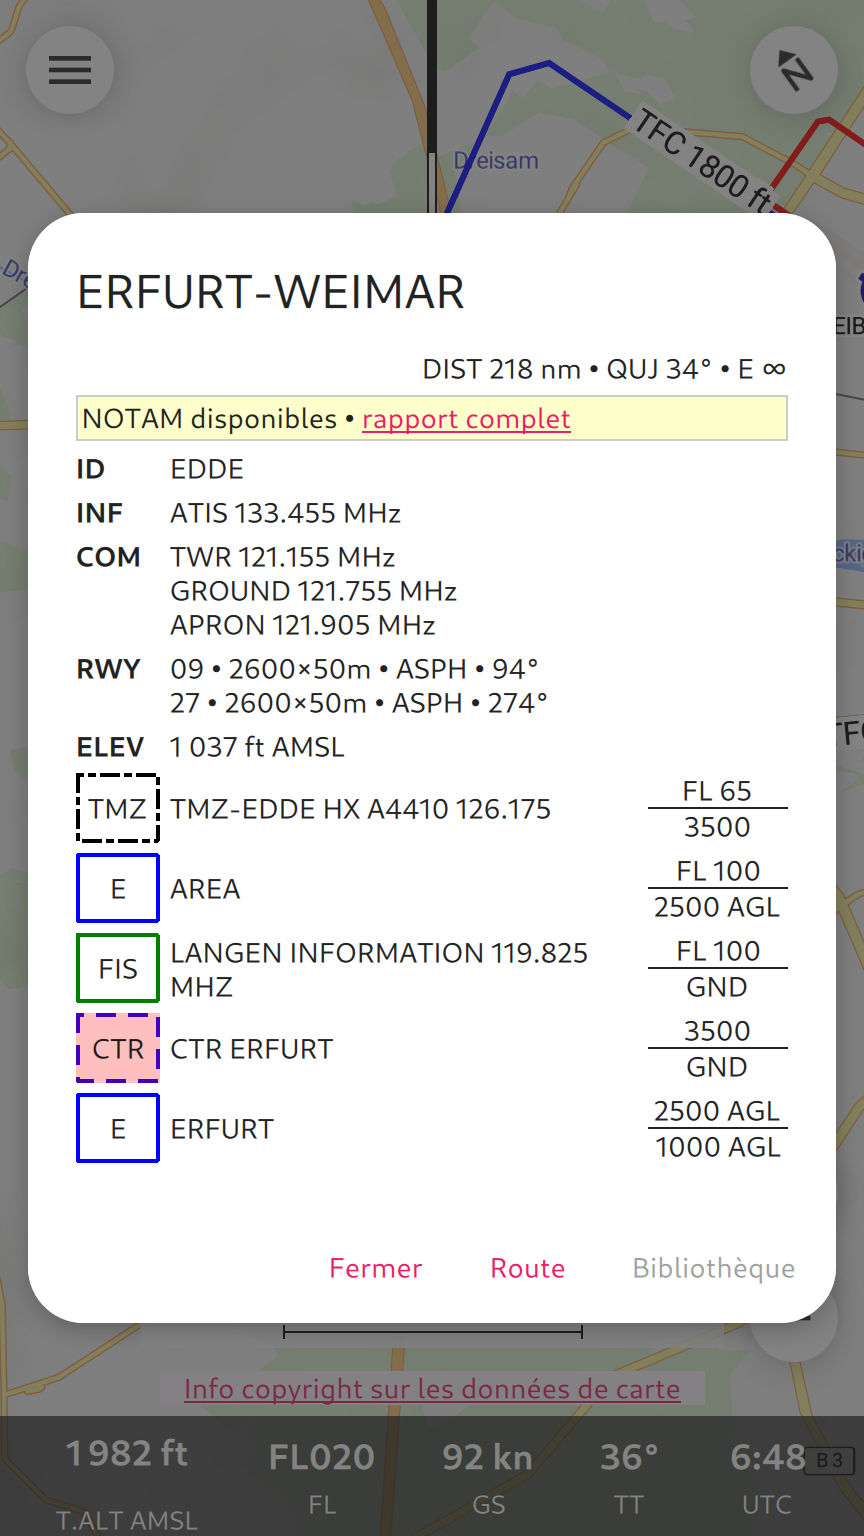 Dreisam
TFC 1800 ft
ERFURT-WEIMAR
DIST 218 nm • QUJ 34° • E ∞
NOTAM disponibles • rapport complet
ID EDDE
INF ATIS 133.455 MHz
COM TWR 121.155 MHz
GROUND 121.755 MHz
APRON 121.905 MHz
RWY 09 • 2600×50m • ASPH • 94°
27 • 2600×50m • ASPH • 274°
ELEV 1 037 ft AMSL
TMZ TMZ-EDDE HX A4410 126.175 FL 65
3500
E AREA FL 100
2500 AGL
FIS LANGEN INFORMATION 119.825
MHZ FL 100
GND
CTR CTR ERFURT 3500
GND
E ERFURT 2500 AGL
1000 AGL
Fermer Route Bibliothèque
Info copyright sur les données de carte
1 982 ft FL020 92 kn 36° 6:48 B 3
T.ALT AMSL FL GS TT UTC